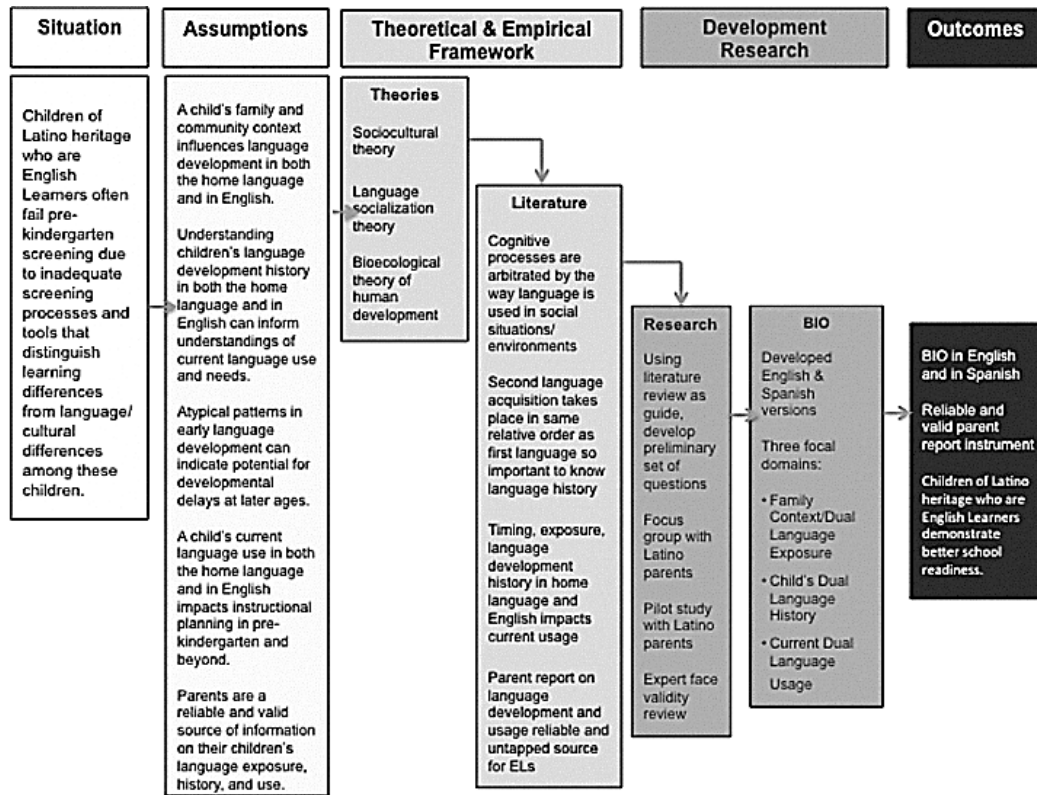 Situation
Assumptions
Theoretical & Empirical
Framework
Development
Research
Outcomes
Children of
Latino heritage
who are
English
Learners often
fail pre-
kindergarten
screening due
to inadequate
screening
processes and
tools that
distinguish
learning
differences
from language/
cultural
differences
among these
children.
A child's family and
community context
influences language
development in both
the home language
and in English.
Understanding
children's language
development history
in both the home
language and in
English can inform
understandings of
current language use
and needs.
Atypical patterns in
early language
development can
indicate potential for
developmental
delays at later ages.
A child's current
language use in both
the home language
and in English
impacts instructional
planning in pre-
kindergarten and
beyond.
Parents are a
reliable and valid
source of information
on their children's
language exposure,
history, and use.
Theories
Sociocultural
theory
Language
socialization
theory
Bioecological
theory of
human
development
Literature
Cognitive
processes are
arbitrated by the
way language is
used in social
situations/
environments
Second language
acquisition takes
place in same
relative order as
first language so
important to know
language history
Timing, exposure,
language
development
history in home
language and
English impacts
current usage
Parent report on
language
development and
usage reliable and
untapped source
for ELs
Research
Using
literature
review as
guide,
develop
preliminary
set of
questions
Focus
group with
Latino
parents
Pilot study
with Latino
parents
Expert face
validity
review
BIO
Developed
English &
Spanish
versions
Three focal
domains:
• Family
Context/Dual
Language
Exposure
• Child's Dual
Language
History
• Current Dual
Language
Usage
BIO in English
and in Spanish
Reliable and
valid parent
report instrument
Children of Latino
heritage who are
English Learners
demonstrate
better school
readiness.